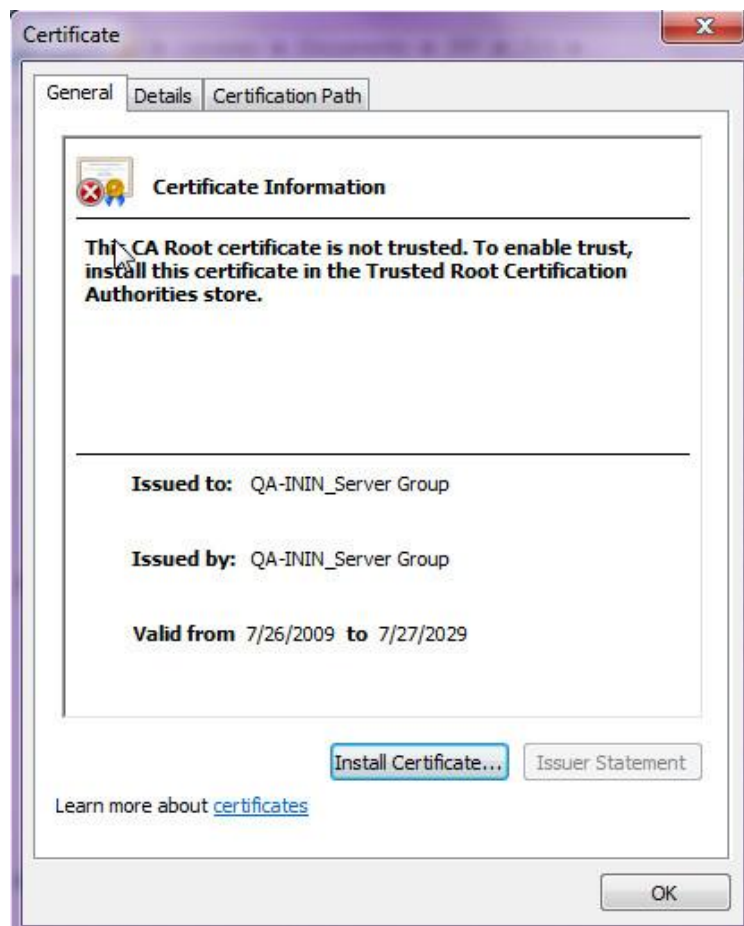 Certificate
General Details Certification Path
Certificate Information
This CA Root certificate is not trusted. To enable trust,
install this certificate in the Trusted Root Certification
Authorities store.
Issued to: QA-ININ_Server Group
Issued by: QA-ININ_Server Group
Valid from 7/26/2009 to 7/27/2029
Install Certificate... Issuer Statement
Learn more about certificates
OK